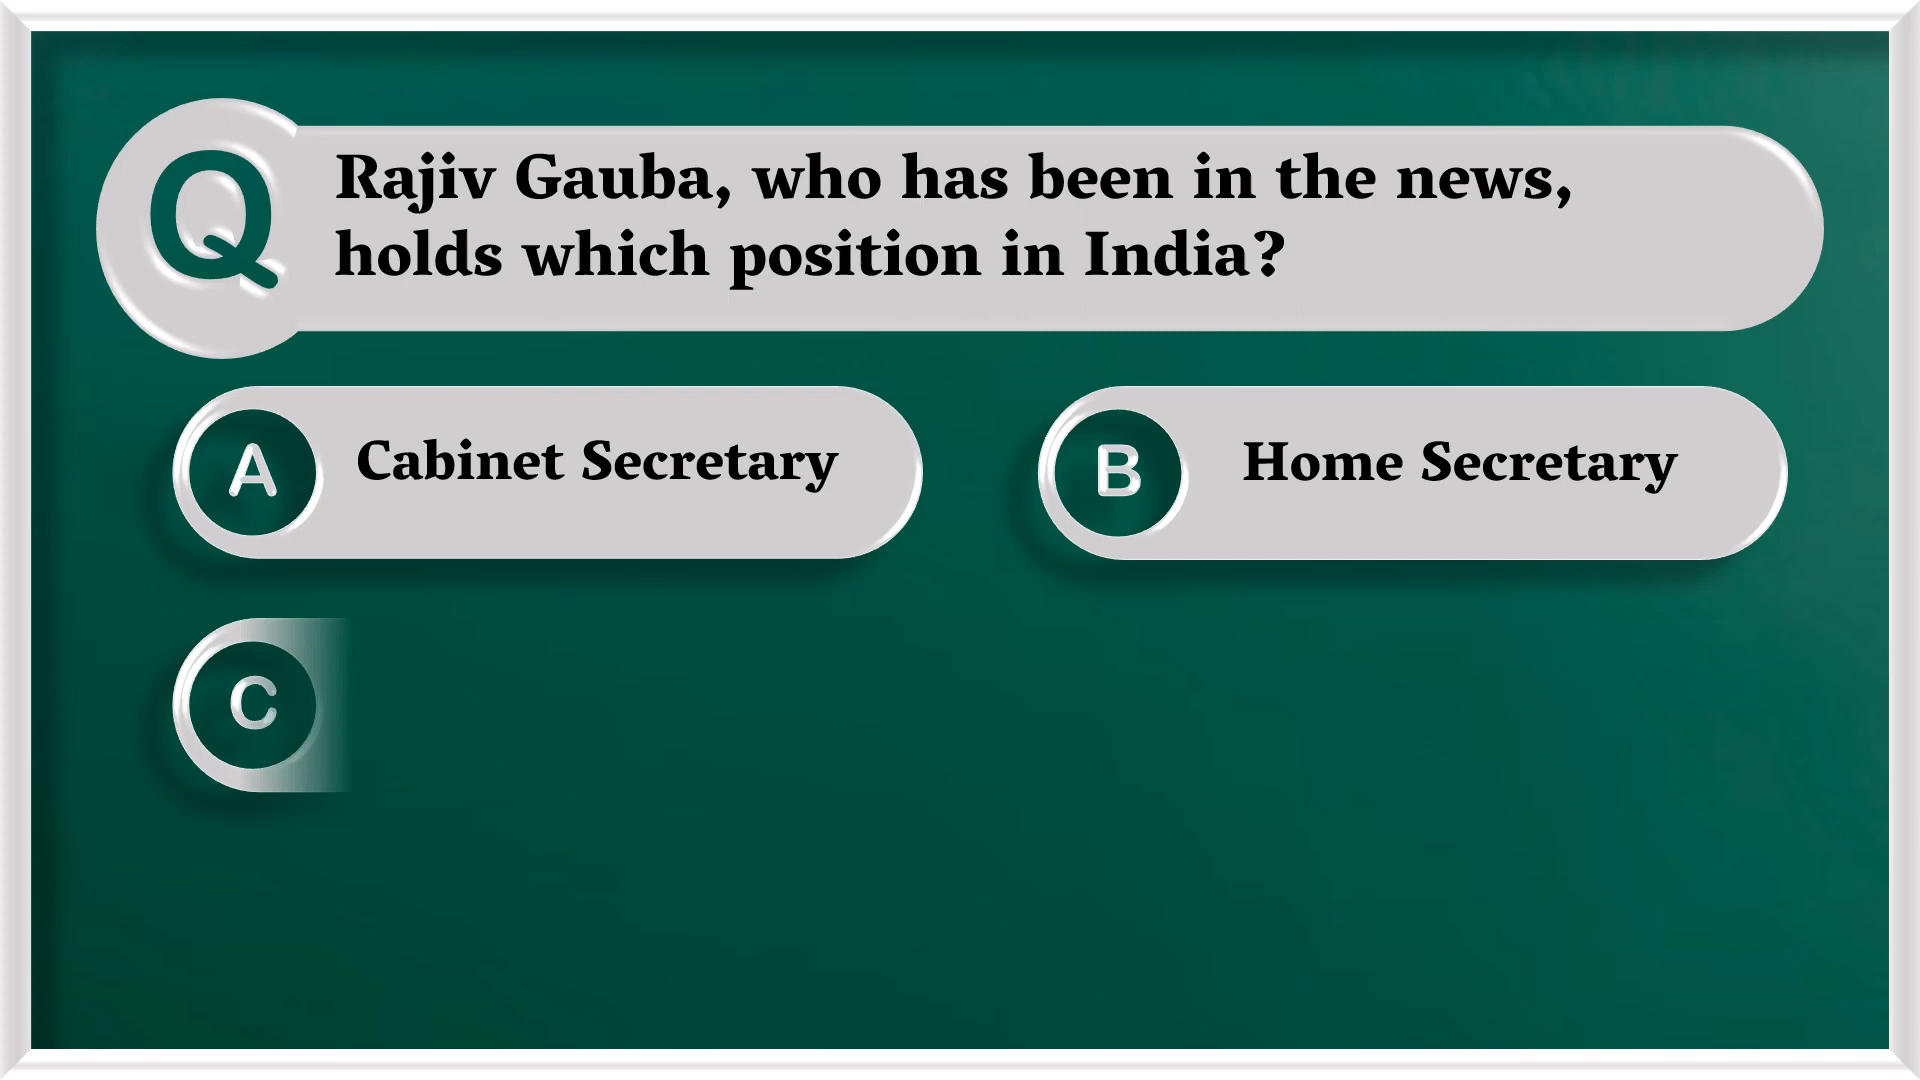 Q
Rajiv Gauba, who has been in the news,
holds which position in India?
A Cabinet Secretary
B Home Secretary
C